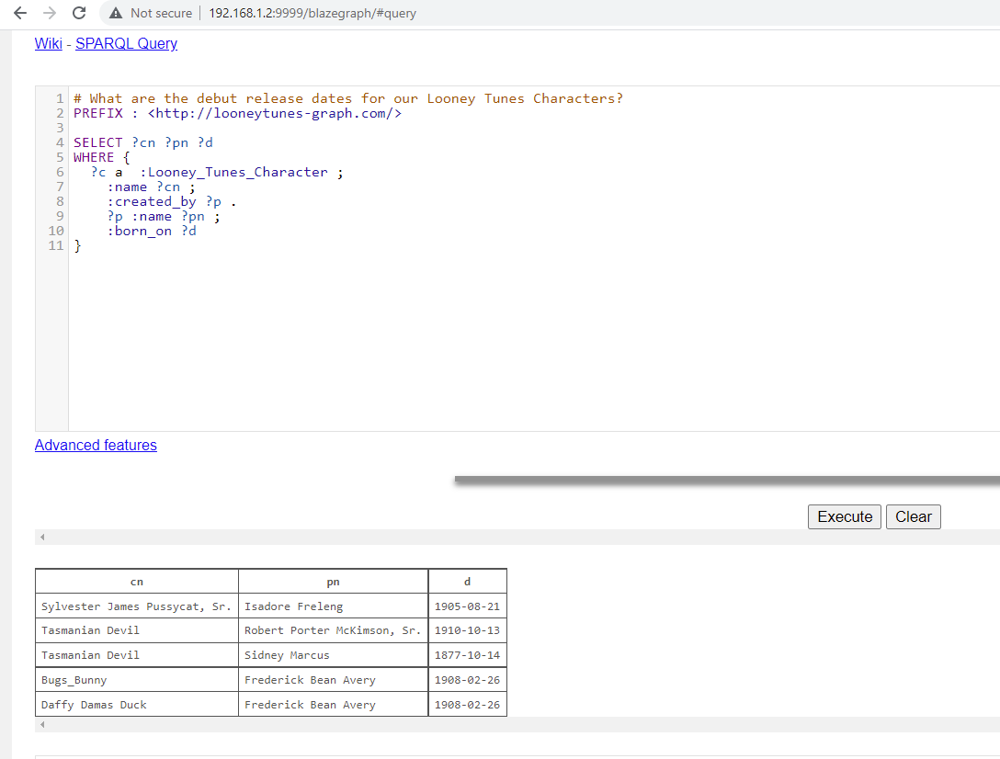 Not secure | 192.168.1.2:9999/blazegraph/#query
Wiki - SPARQL Query
1 # What are the debut release dates for our Looney Tunes Characters?
2 PREFIX : <http://looneytunes-graph.com/>
3
4 SELECT ?cn ?pn ?d
5 WHERE {
6 ?c a :Looney_Tunes_Character ;
7 :name ?cn ;
8 :created_by ?p .
9 ?p :name ?pn ;
10 :born_on ?d
11 }
Advanced features
Execute Clear
cn pn d
Sylvester James Pussycat, Sr. Isadore Freleng 1905-08-21
Tasmanian Devil Robert Porter McKimson, Sr. 1910-10-13
Tasmanian Devil Sidney Marcus 1877-10-14
Bugs_Bunny Frederick Bean Avery 1908-02-26
Daffy Damas Duck Frederick Bean Avery 1908-02-26